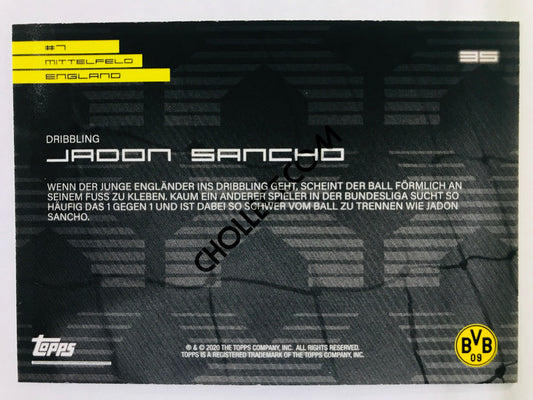 #7
MITTELFELD
ENGLAND
35
DRIBBLING
JADON SANCHO
WENN DER JUNGE ENGLÄNDER INS DRIBBLING GEHT, SCHEINT DER BALL FÖRMLICH AN
SEINEM FUSS ZU KLEBEN. KAUM EIN ANDERER SPIELER IN DER BUNDESLIGA SUCHT SO
HÄUFIG DAS 1 GEGEN 1 UND IST DABEI SO SCHWER VOM BALL ZU TRENNEN WIE JADON
SANCHO.
CHOLLETE.COM
topps
® & © 2020 THE TOPPS COMPANY, INC. ALL RIGHTS RESERVED.
TOPPS IS A REGISTERED TRADEMARK OF THE TOPPS COMPANY, INC.
BVB
09